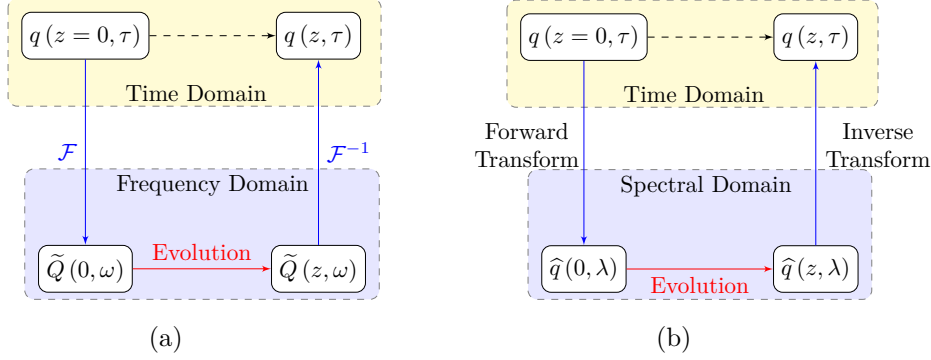 q (z = 0, τ)
q (z, τ)
Time Domain
ℱ
ℱ⁻¹
Frequency Domain
Q̃ (0, ω)
Evolution
Q̃ (z, ω)
(a)
q (z = 0, τ)
q (z, τ)
Time Domain
Forward
Transform
Inverse
Transform
Spectral Domain
q̂ (0, λ)
Evolution
q̂ (z, λ)
(b)